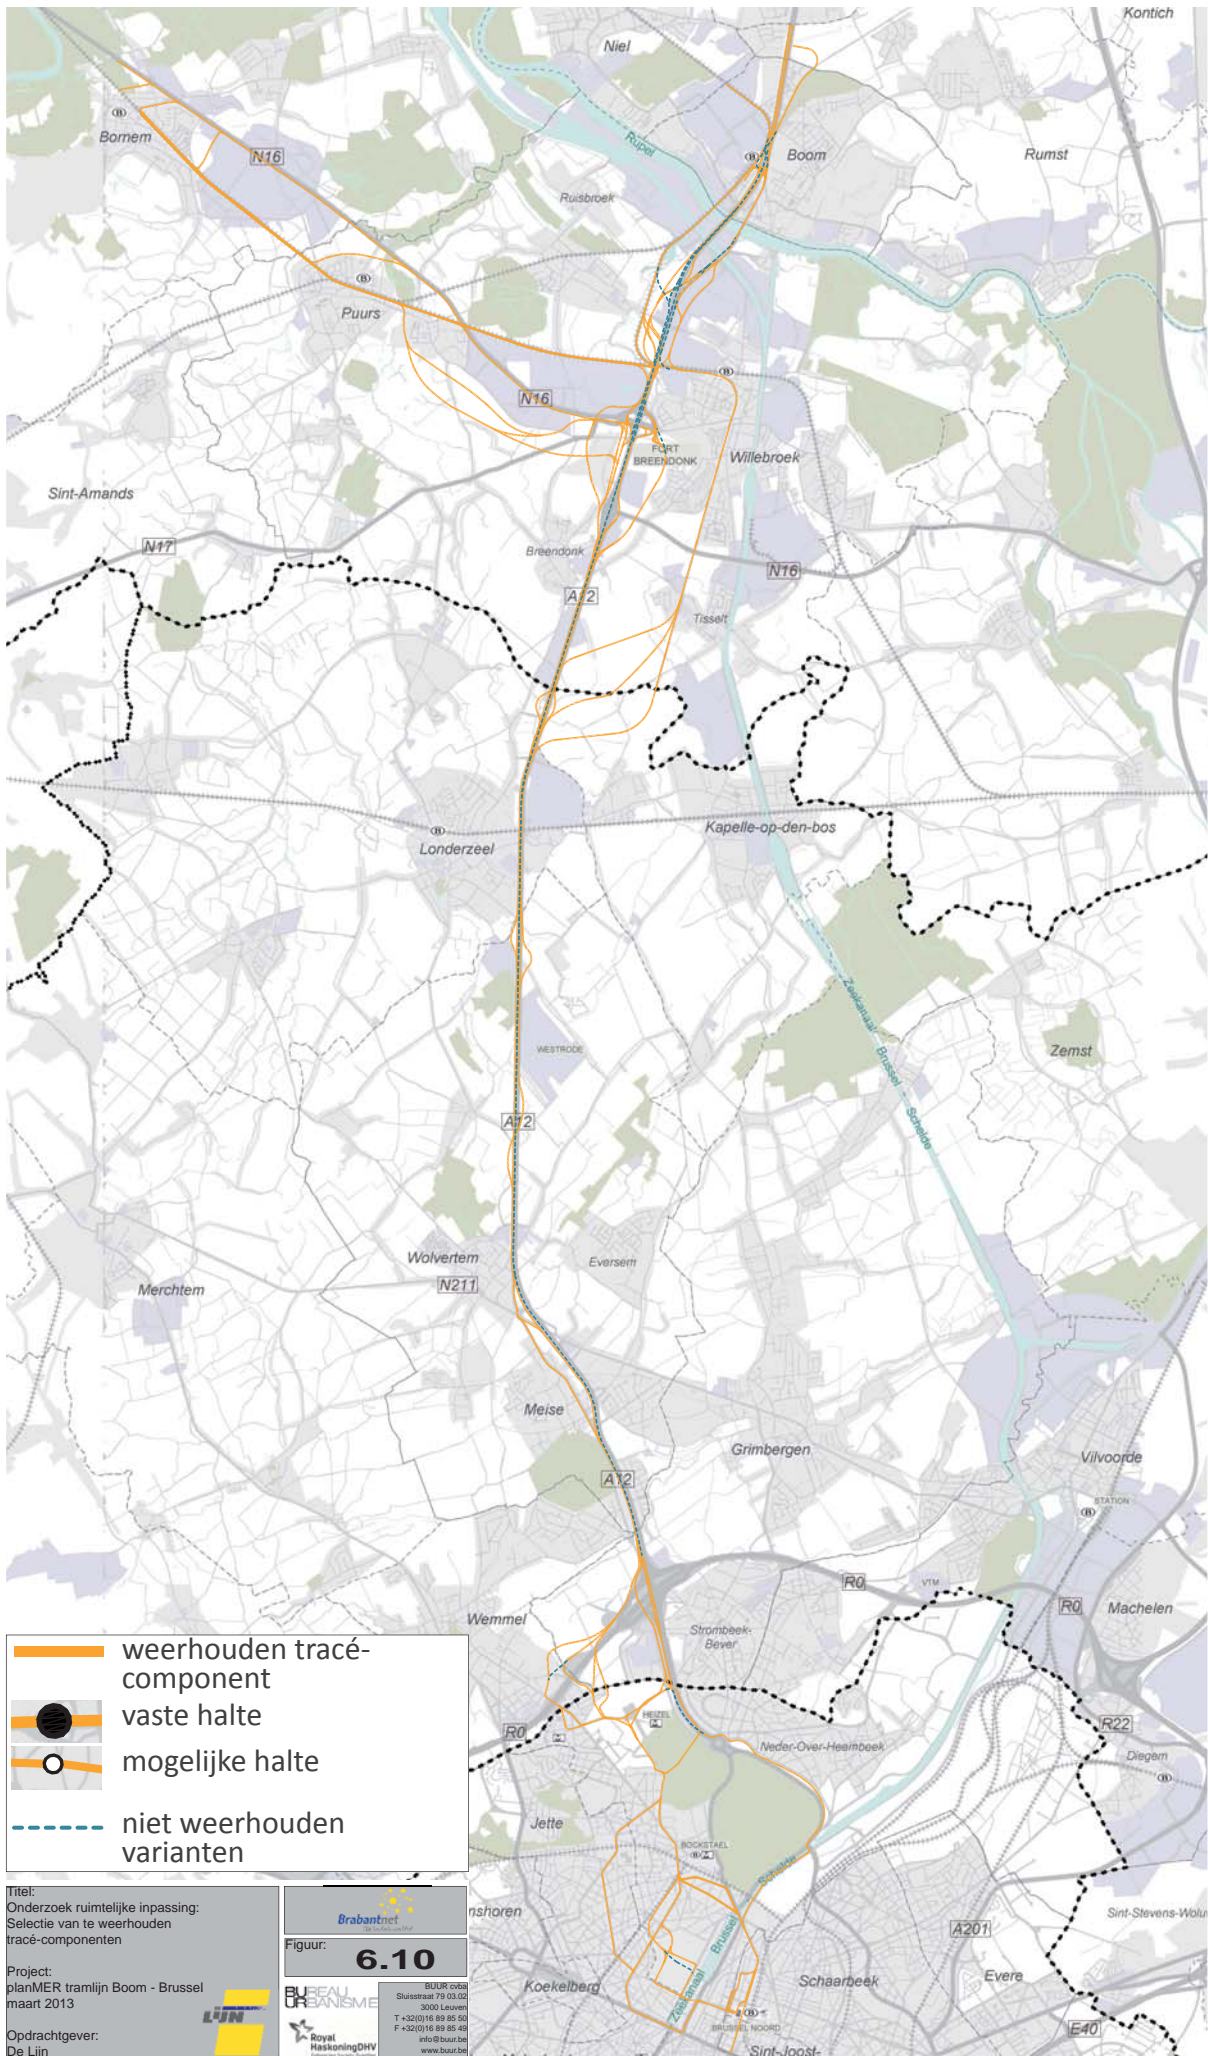 Kontich
Niel
Bornem
N16
Rupel
Boom
Rumst
Ruisbroek
Puurs
N16
FORT
BREENDONK
Willebroek
Sint-Amands
N17
Breendonk
N16
A12
Tisselt
Londerzeel
Kapelle-op-den-bos
Zeekanaal Brussel - Schelde
WESTRODE
Zemst
A12
Wolvertem
N211
Eversem
Merchtem
Meise
Grimbergen
A12
Vilvoorde
STATION
R0
VTM
R0
Machelen
Wemmel
Strombeek-
Bever
HEIZEL
R0
Neder-Over-Heembeek
R22
Diegem
Jette
BOCKSTAEL
Zeekanaal Brussel Schelde
nshoren
Sint-Stevens-Wolu
A201
Koekelberg
Schaarbeek
Evere
BRUSSEL NOORD
E40
Sint-Joost-
weerhouden tracé-
component
vaste halte
mogelijke halte
niet weerhouden
varianten
Titel:
Onderzoek ruimtelijke inpassing:
Selectie van te weerhouden
tracé-componenten
Project:
planMER tramlijn Boom - Brussel
maart 2013
Opdrachtgever:
De Lijn
LIJN
Brabantnet
Figuur:
6.10
BUREAU
URBANISME
Royal
HaskoningDHV
BUUR cvba
Sluisstraat 79 03.02
3000 Leuven
T +32(0)16 89 85 50
F +32(0)16 89 85 49
info@buur.be
www.buur.be